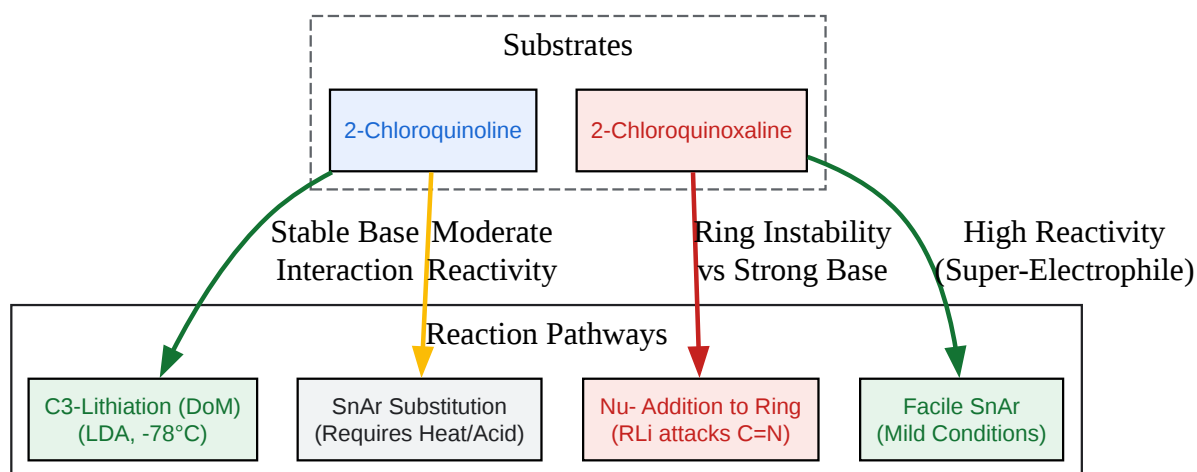 Substrates
2-Chloroquinoline
2-Chloroquinoxaline
Stable Base
Interaction
Moderate
Reactivity
Ring Instability
vs Strong Base
High Reactivity
(Super-Electrophile)
Reaction Pathways
C3-Lithiation (DoM)
(LDA, -78°C)
SnAr Substitution
(Requires Heat/Acid)
Nu- Addition to Ring
(RLi attacks C=N)
Facile SnAr
(Mild Conditions)